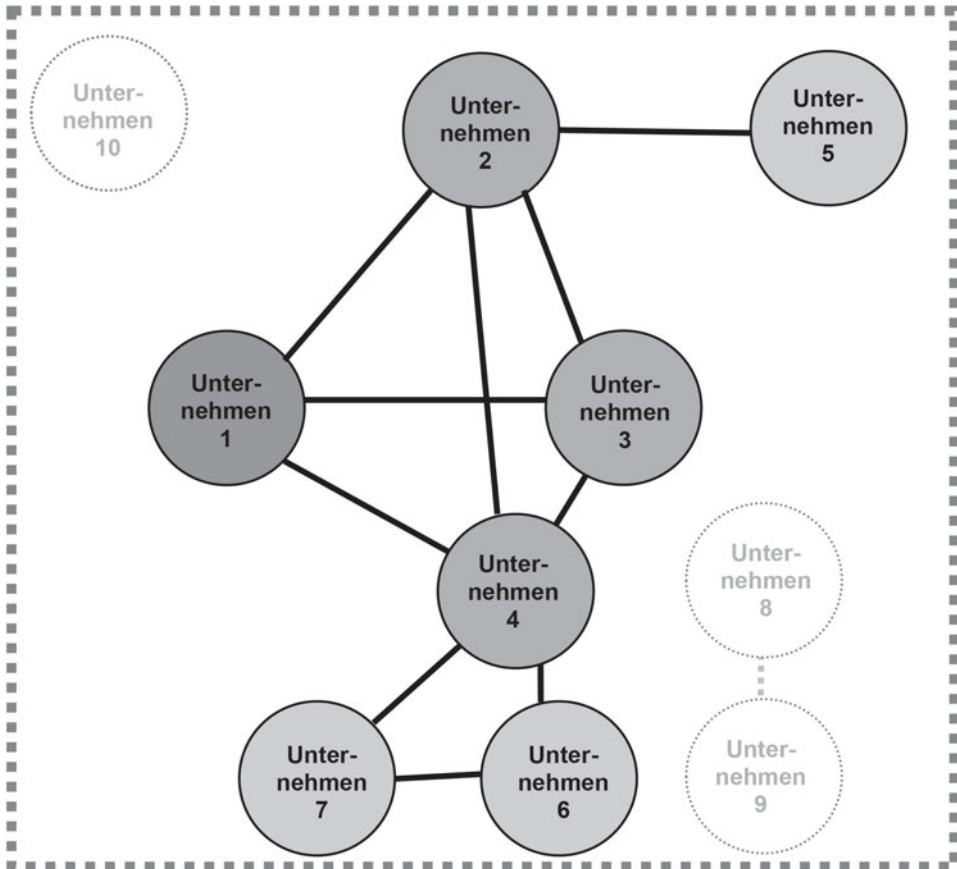 Unter-
nehmen
10
Unter-
nehmen
2
Unter-
nehmen
5
Unter-
nehmen
1
Unter-
nehmen
3
Unter-
nehmen
4
Unter-
nehmen
8
Unter-
nehmen
7
Unter-
nehmen
6
Unter-
nehmen
9